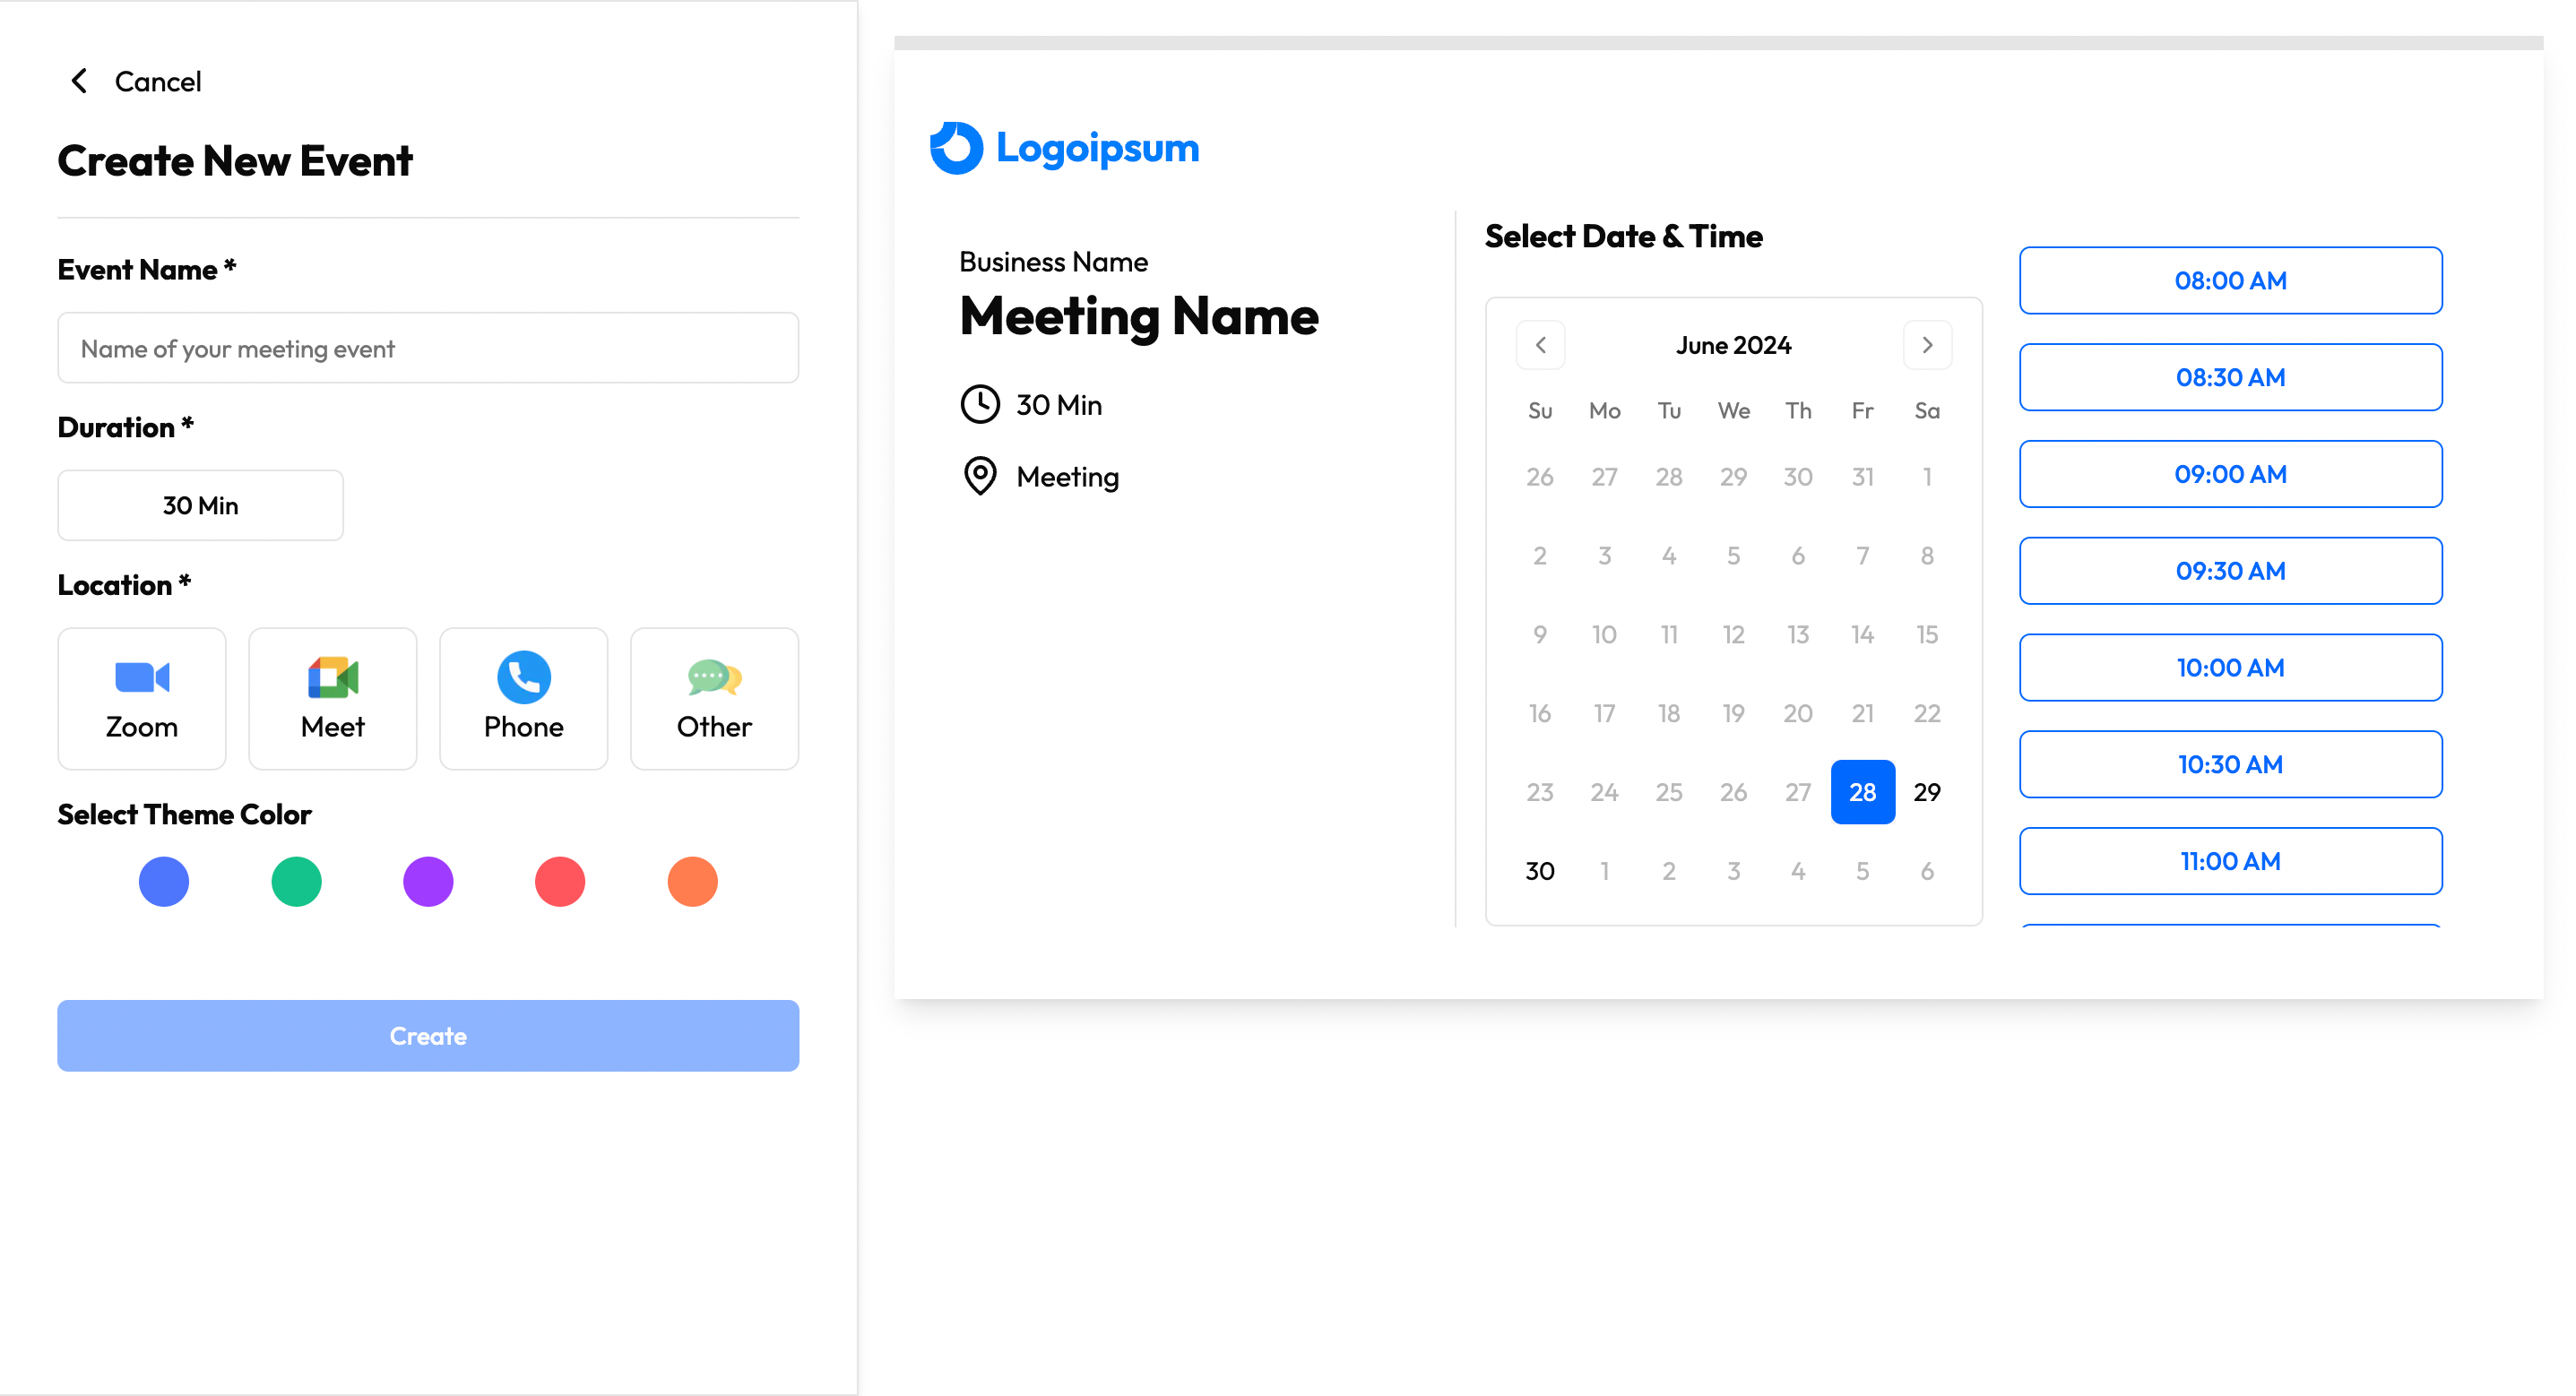 Cancel
Create New Event
Event Name *
Name of your meeting event
Duration *
30 Min
Location *
Zoom Meet Phone Other
Select Theme Color
Create
Logoipsum
Business Name
Meeting Name
30 Min
Meeting
Select Date & Time
June 2024
Su Mo Tu We Th Fr Sa
26 27 28 29 30 31 1
2 3 4 5 6 7 8
9 10 11 12 13 14 15
16 17 18 19 20 21 22
23 24 25 26 27 28 29
30 1 2 3 4 5 6
08:00 AM
08:30 AM
09:00 AM
09:30 AM
10:00 AM
10:30 AM
11:00 AM